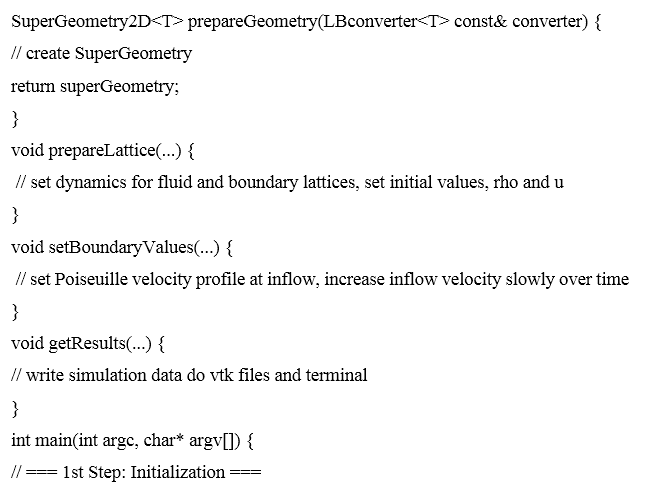 SuperGeometry2D<T> prepareGeometry(LBconverter<T> const& converter) {
// create SuperGeometry
return superGeometry;
}
void prepareLattice(...) {
// set dynamics for fluid and boundary lattices, set initial values, rho and u
}
void setBoundaryValues(...) {
// set Poiseuille velocity profile at inflow, increase inflow velocity slowly over time
}
void getResults(...) {
// write simulation data do vtk files and terminal
}
int main(int argc, char* argv[]) {
// === 1st Step: Initialization ===